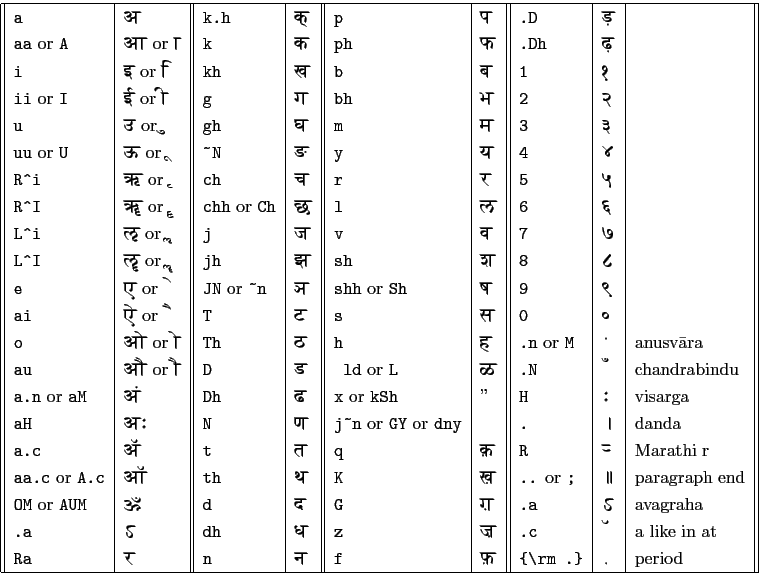 a अ k.h क् p प .D ड़
aa or A आ or ा k क ph फ .Dh ढ़
i इ or ि kh ख b ब 1 १
ii or I ई or ी g ग bh भ 2 २
u उ or ु gh घ m म 3 ३
uu or U ऊ or ू ~N ङ y य 4 ४
R^i ऋ or ृ ch च r र 5 ५
R^I ॠ or ॄ chh or Ch छ l ल 6 ६
L^i ऌ or ॢ j ज v व 7 ७
L^I ॡ or ॣ jh झ sh श 8 ८
e ए or े JN or ~n ञ shh or Sh ष 9 ९
ai ऐ or ै T ट s स 0 ०
o ओ or ो Th ठ h ह .n or M ं anusvāra
au औ or ौ D ड ld or L ळ .N ँ chandrabindu
a.n or aM अं Dh ढ x or kSh ” H ः visarga
aH अः N ण j~n or GY or dny . । danda
a.c ॲ t त q क़ R Marathi r
aa.c or A.c ऑ th थ K ख़ .. or ; ॥ paragraph end
OM or AUM ॐ d द G ग़ .a ऽ avagraha
.a ऽ dh ध z ज़ .c ॅ a like in at
Ra र n न f फ़ {\rm .} . period